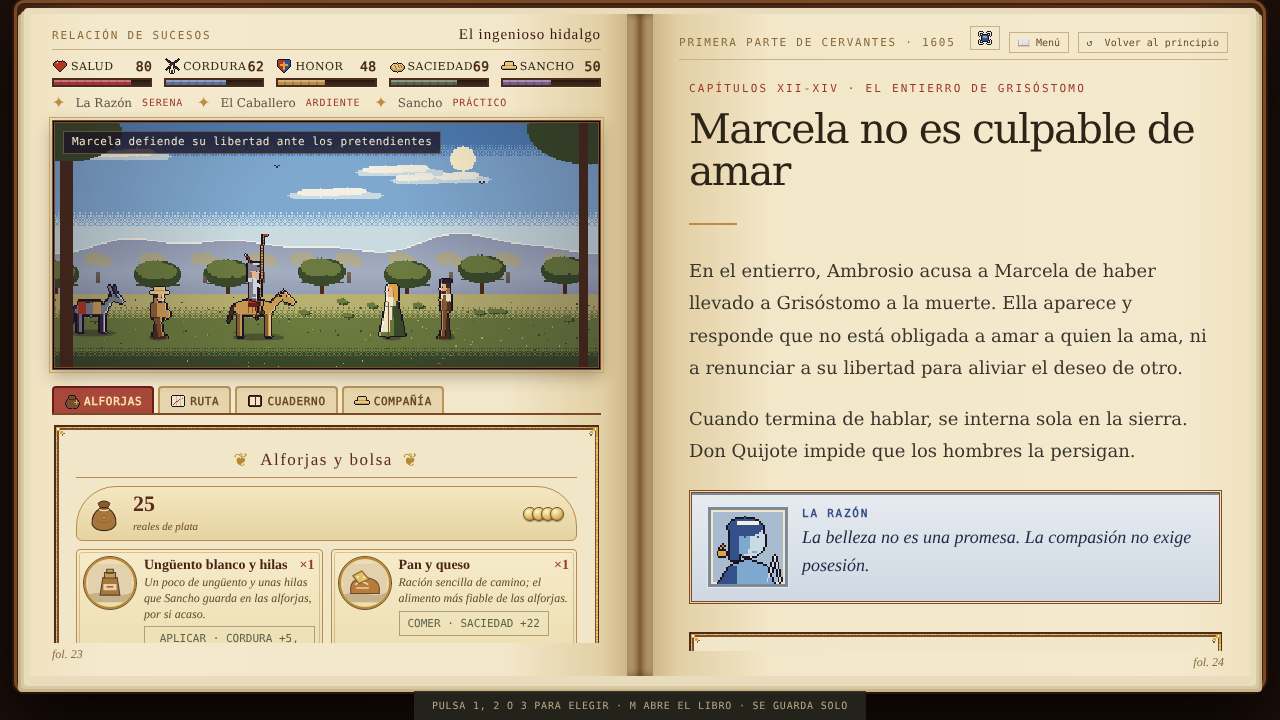 RELACIÓN DE SUCESOS
El ingenioso hidalgo
SALUD 80
CORDURA 62
HONOR 48
SACIEDAD 69
SANCHO 50
La Razón SERENA
El Caballero ARDIENTE
Sancho PRÁCTICO
Marcela defiende su libertad ante los pretendientes
ALFORJAS
RUTA
CUADERNO
COMPAÑÍA
Alforjas y bolsa
25
reales de plata
Ungüento blanco y hilas ×1
Un poco de ungüento y unas hilas
que Sancho guarda en las alforjas,
por si acaso.
APLICAR · CORDURA +5,
Pan y queso ×1
Ración sencilla de camino; el
alimento más fiable de las alforjas.
COMER · SACIEDAD +22
fol. 23
PRIMERA PARTE DE CERVANTES · 1605
Menú
↺ Volver al principio
CAPÍTULOS XII-XIV · EL ENTIERRO DE GRISÓSTOMO
Marcela no es culpable de
amar
En el entierro, Ambrosio acusa a Marcela de haber
llevado a Grisóstomo a la muerte. Ella aparece y
responde que no está obligada a amar a quien la ama, ni
a renunciar a su libertad para aliviar el deseo de otro.
Cuando termina de hablar, se interna sola en la sierra.
Don Quijote impide que los hombres la persigan.
LA RAZÓN
La belleza no es una promesa. La compasión no exige
posesión.
fol. 24
PULSA 1, 2 O 3 PARA ELEGIR · M ABRE EL LIBRO · SE GUARDA SOLO